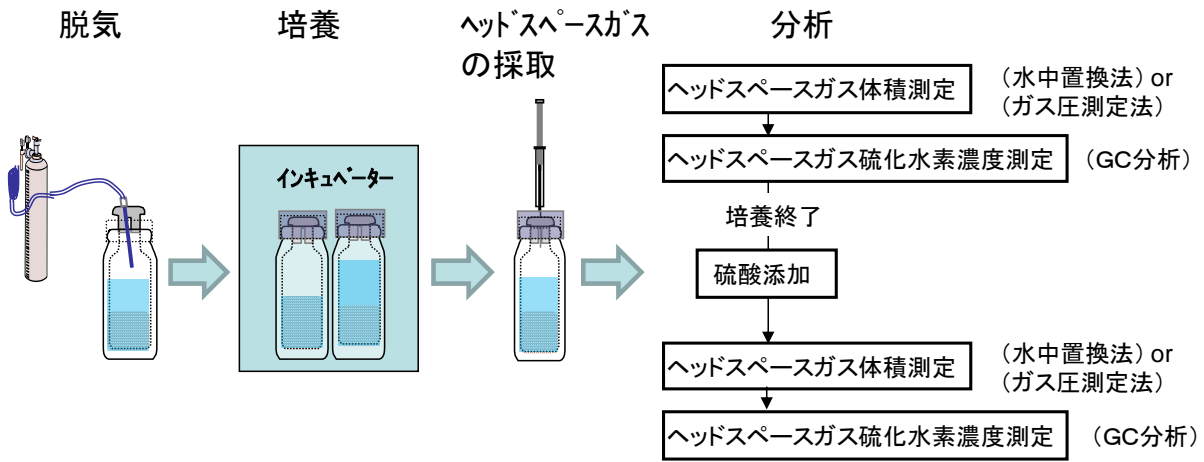 脱気
培養
ﾍｯﾄﾞｽﾍﾟｰｽｶﾞｽ
の採取
分析
インキュﾍﾞｰター
ヘッドスペースガス体積測定
（水中置換法） or
（ガス圧測定法）
ヘッドスペースガス硫化水素濃度測定
（GC分析）
培養終了
硫酸添加
ヘッドスペースガス体積測定
（水中置換法） or
（ガス圧測定法）
ヘッドスペースガス硫化水素濃度測定
（GC分析）